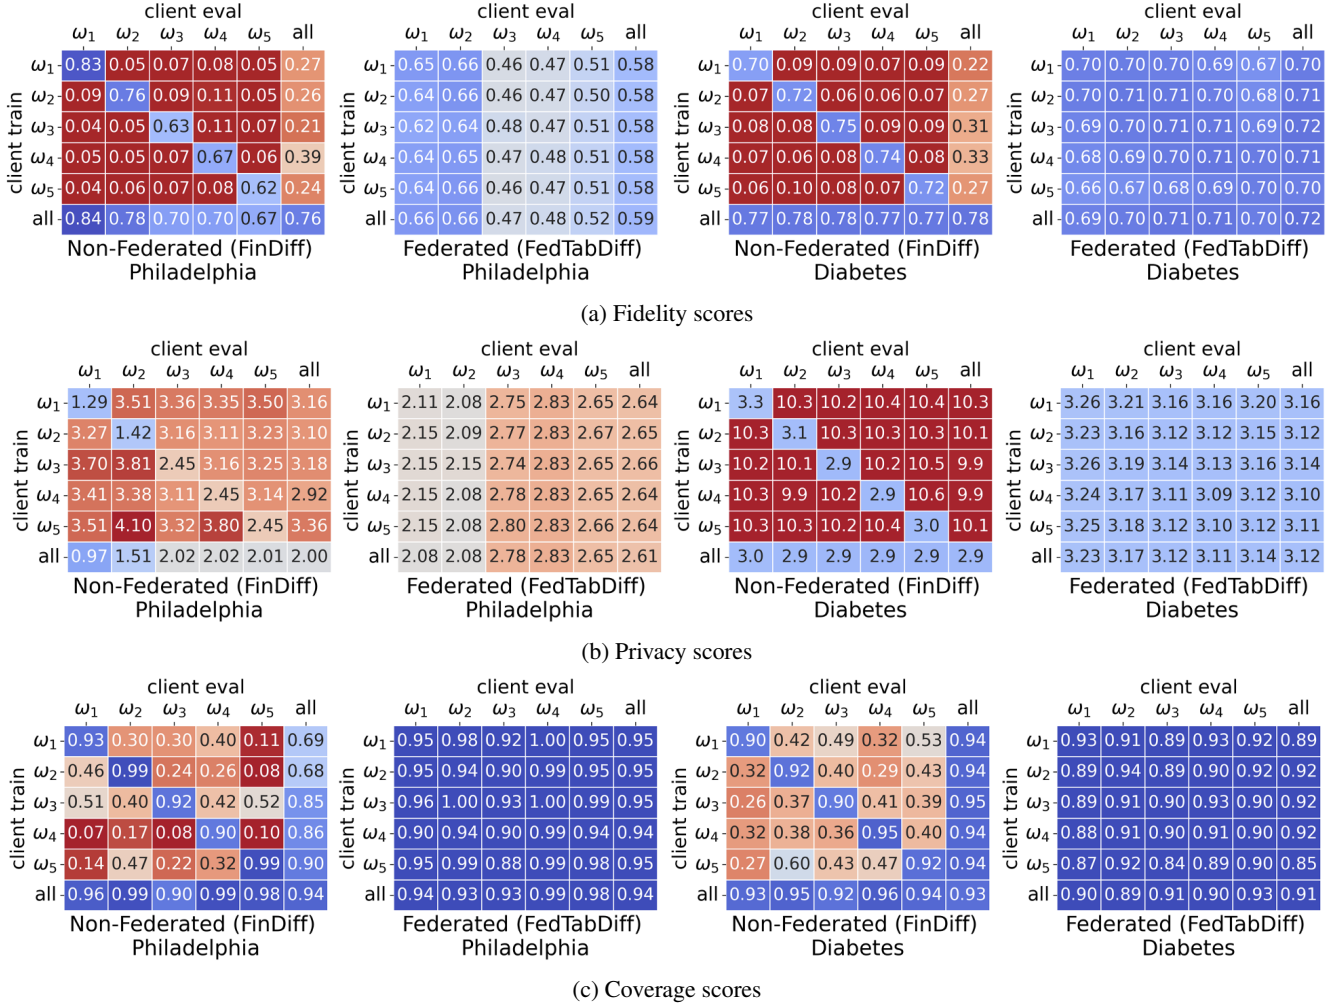 client eval client eval client eval client eval
ω1 ω2 ω3 ω4 ω5 all ω1 ω2 ω3 ω4 ω5 all ω1 ω2 ω3 ω4 ω5 all ω1 ω2 ω3 ω4 ω5 all
client train client train client train client train
ω1 0.83 0.05 0.07 0.08 0.05 0.27 ω1 0.65 0.66 0.46 0.47 0.51 0.58 ω1 0.70 0.09 0.09 0.07 0.09 0.22 ω1 0.70 0.70 0.70 0.69 0.67 0.70
ω2 0.09 0.76 0.09 0.11 0.05 0.26 ω2 0.64 0.66 0.46 0.47 0.50 0.58 ω2 0.07 0.72 0.06 0.06 0.07 0.27 ω2 0.70 0.71 0.71 0.70 0.68 0.71
ω3 0.04 0.05 0.63 0.11 0.07 0.21 ω3 0.62 0.64 0.48 0.47 0.51 0.58 ω3 0.08 0.08 0.75 0.09 0.09 0.31 ω3 0.69 0.70 0.71 0.71 0.69 0.72
ω4 0.05 0.05 0.07 0.67 0.06 0.39 ω4 0.64 0.65 0.47 0.48 0.51 0.58 ω4 0.07 0.06 0.08 0.74 0.08 0.33 ω4 0.68 0.69 0.70 0.71 0.70 0.71
ω5 0.04 0.06 0.07 0.08 0.62 0.24 ω5 0.64 0.66 0.46 0.47 0.51 0.58 ω5 0.06 0.10 0.08 0.07 0.72 0.27 ω5 0.66 0.67 0.68 0.69 0.70 0.70
all 0.84 0.78 0.70 0.70 0.67 0.76 all 0.66 0.66 0.47 0.48 0.52 0.59 all 0.77 0.78 0.78 0.77 0.77 0.78 all 0.69 0.70 0.71 0.71 0.70 0.72
Non-Federated (FinDiff) Federated (FedTabDiff) Non-Federated (FinDiff) Federated (FedTabDiff)
Philadelphia Philadelphia Diabetes Diabetes
(a) Fidelity scores
client eval client eval client eval client eval
ω1 ω2 ω3 ω4 ω5 all ω1 ω2 ω3 ω4 ω5 all ω1 ω2 ω3 ω4 ω5 all ω1 ω2 ω3 ω4 ω5 all
client train client train client train client train
ω1 1.29 3.51 3.36 3.35 3.50 3.16 ω1 2.11 2.08 2.75 2.83 2.65 2.64 ω1 3.3 10.3 10.2 10.4 10.4 10.3 ω1 3.26 3.21 3.16 3.16 3.20 3.16
ω2 3.27 1.42 3.16 3.11 3.23 3.10 ω2 2.15 2.09 2.77 2.83 2.67 2.65 ω2 10.3 3.1 10.3 10.3 10.3 10.1 ω2 3.23 3.16 3.12 3.12 3.15 3.12
ω3 3.70 3.81 2.45 3.16 3.25 3.18 ω3 2.15 2.15 2.74 2.83 2.65 2.66 ω3 10.2 10.1 2.9 10.2 10.5 9.9 ω3 3.26 3.19 3.14 3.13 3.16 3.14
ω4 3.41 3.38 3.11 2.45 3.14 2.92 ω4 2.15 2.08 2.78 2.83 2.65 2.64 ω4 10.3 9.9 10.2 2.9 10.6 9.9 ω4 3.24 3.17 3.11 3.09 3.12 3.10
ω5 3.51 4.10 3.32 3.80 2.45 3.36 ω5 2.15 2.08 2.80 2.83 2.66 2.64 ω5 10.3 10.3 10.2 10.4 3.0 10.1 ω5 3.25 3.18 3.12 3.10 3.12 3.11
all 0.97 1.51 2.02 2.02 2.01 2.00 all 2.08 2.08 2.78 2.83 2.65 2.61 all 3.0 2.9 2.9 2.9 2.9 2.9 all 3.23 3.17 3.12 3.11 3.14 3.12
Non-Federated (FinDiff) Federated (FedTabDiff) Non-Federated (FinDiff) Federated (FedTabDiff)
Philadelphia Philadelphia Diabetes Diabetes
(b) Privacy scores
client eval client eval client eval client eval
ω1 ω2 ω3 ω4 ω5 all ω1 ω2 ω3 ω4 ω5 all ω1 ω2 ω3 ω4 ω5 all ω1 ω2 ω3 ω4 ω5 all
client train client train client train client train
ω1 0.93 0.30 0.30 0.40 0.11 0.69 ω1 0.95 0.98 0.92 1.00 0.95 0.95 ω1 0.90 0.42 0.49 0.32 0.53 0.94 ω1 0.93 0.91 0.89 0.93 0.92 0.89
ω2 0.46 0.99 0.24 0.26 0.08 0.68 ω2 0.95 0.94 0.90 0.99 0.95 0.95 ω2 0.32 0.92 0.40 0.29 0.43 0.94 ω2 0.89 0.94 0.89 0.90 0.92 0.92
ω3 0.51 0.40 0.92 0.42 0.52 0.85 ω3 0.96 1.00 0.93 1.00 0.99 0.95 ω3 0.26 0.37 0.90 0.41 0.39 0.95 ω3 0.89 0.91 0.90 0.93 0.90 0.92
ω4 0.07 0.17 0.08 0.90 0.10 0.86 ω4 0.90 0.94 0.90 0.99 0.94 0.94 ω4 0.32 0.38 0.36 0.95 0.40 0.94 ω4 0.88 0.91 0.90 0.91 0.90 0.92
ω5 0.14 0.47 0.22 0.32 0.99 0.90 ω5 0.95 0.99 0.88 0.99 0.98 0.95 ω5 0.27 0.60 0.43 0.47 0.92 0.94 ω5 0.87 0.92 0.84 0.89 0.90 0.85
all 0.96 0.99 0.90 0.99 0.98 0.94 all 0.94 0.93 0.93 0.99 0.98 0.94 all 0.93 0.95 0.92 0.96 0.94 0.93 all 0.90 0.89 0.91 0.90 0.93 0.91
Non-Federated (FinDiff) Federated (FedTabDiff) Non-Federated (FinDiff) Federated (FedTabDiff)
Philadelphia Philadelphia Diabetes Diabetes
(c) Coverage scores